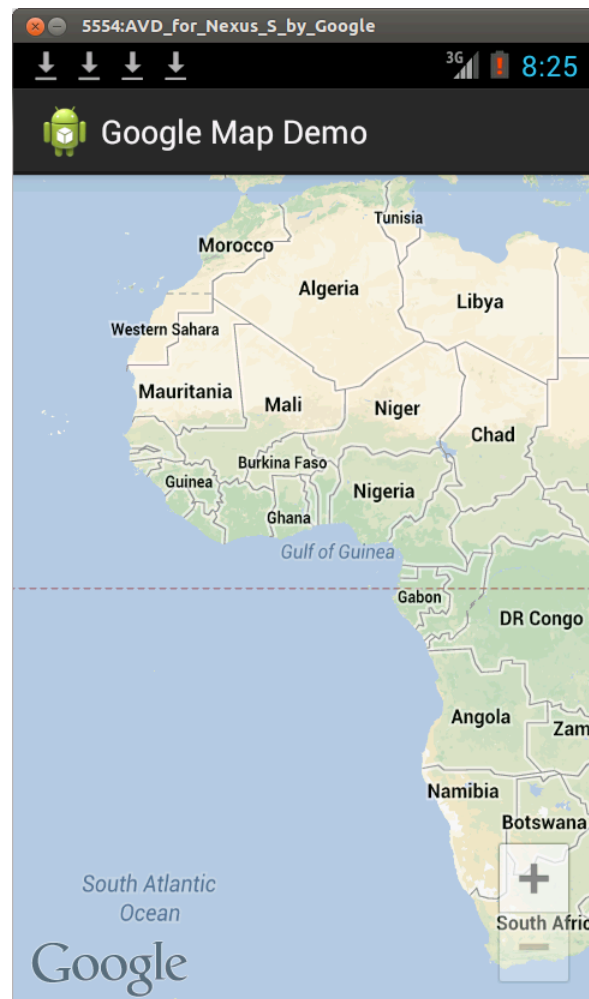 5554:AVD_for_Nexus_S_by_Google
3G 8:25
Google Map Demo
Tunisia
Morocco
Algeria
Libya
Western Sahara
Mauritania
Mali
Niger
Chad
Burkina Faso
Guinea
Nigeria
Ghana
Gulf of Guinea
Gabon
DR Congo
Angola
Zam
Namibia
Botswana
South Atlantic
Ocean
South Afric
Google